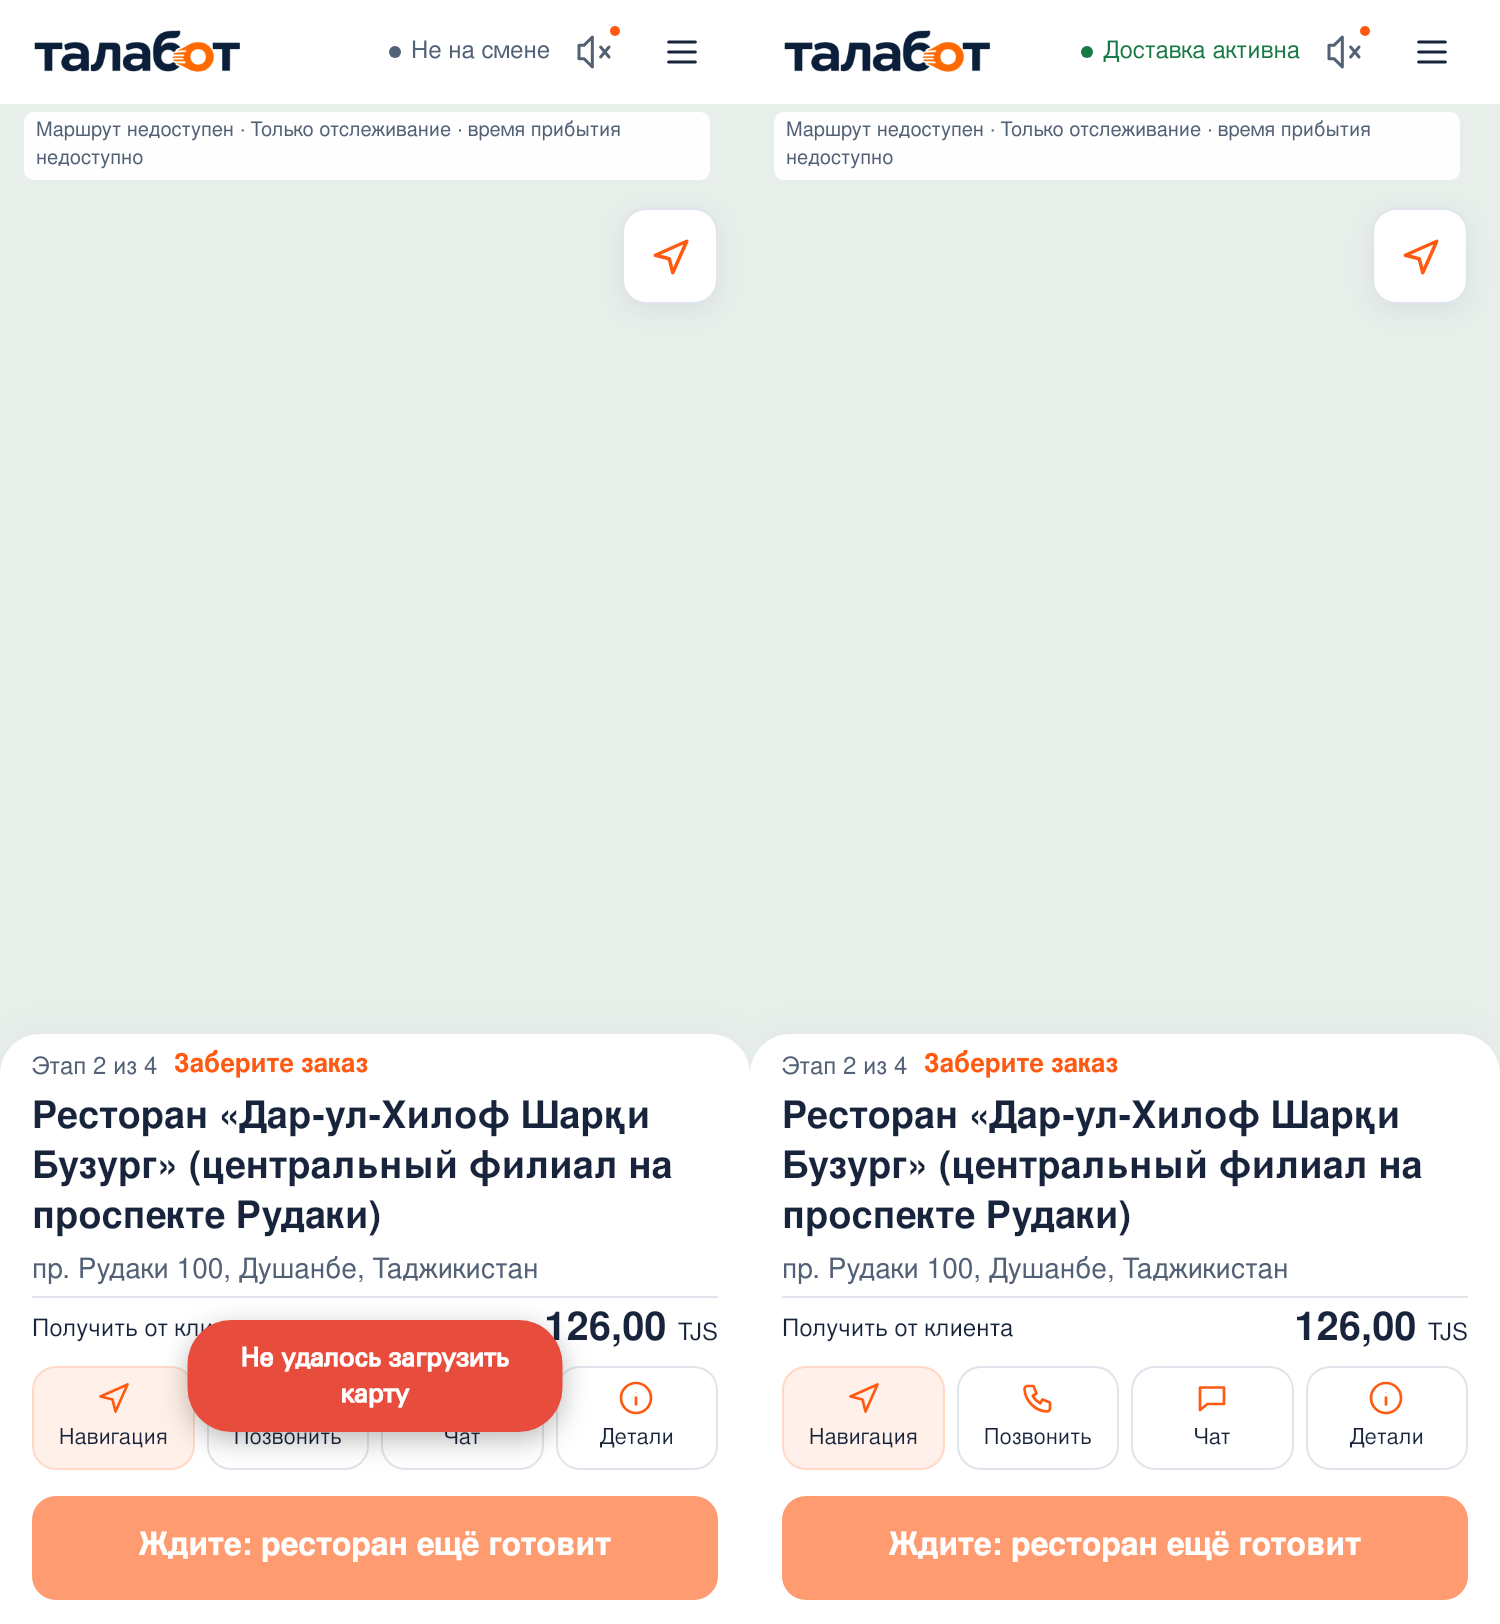 талабот
Не на смене
Маршрут недоступен · Только отслеживание · время прибытия
недоступно
Этап 2 из 4 Заберите заказ
Ресторан «Дар-ул-Хилоф Шарқи
Бузург» (центральный филиал на
проспекте Рудаки)
пр. Рудаки 100, Душанбе, Таджикистан
Получить от кли 126,00 TJS
Не удалось загрузить
карту
Навигация Позвонить Чат Детали
Ждите: ресторан ещё готовит
талабот
Доставка активна
Маршрут недоступен · Только отслеживание · время прибытия
недоступно
Этап 2 из 4 Заберите заказ
Ресторан «Дар-ул-Хилоф Шарқи
Бузург» (центральный филиал на
проспекте Рудаки)
пр. Рудаки 100, Душанбе, Таджикистан
Получить от клиента 126,00 TJS
Навигация Позвонить Чат Детали
Ждите: ресторан ещё готовит